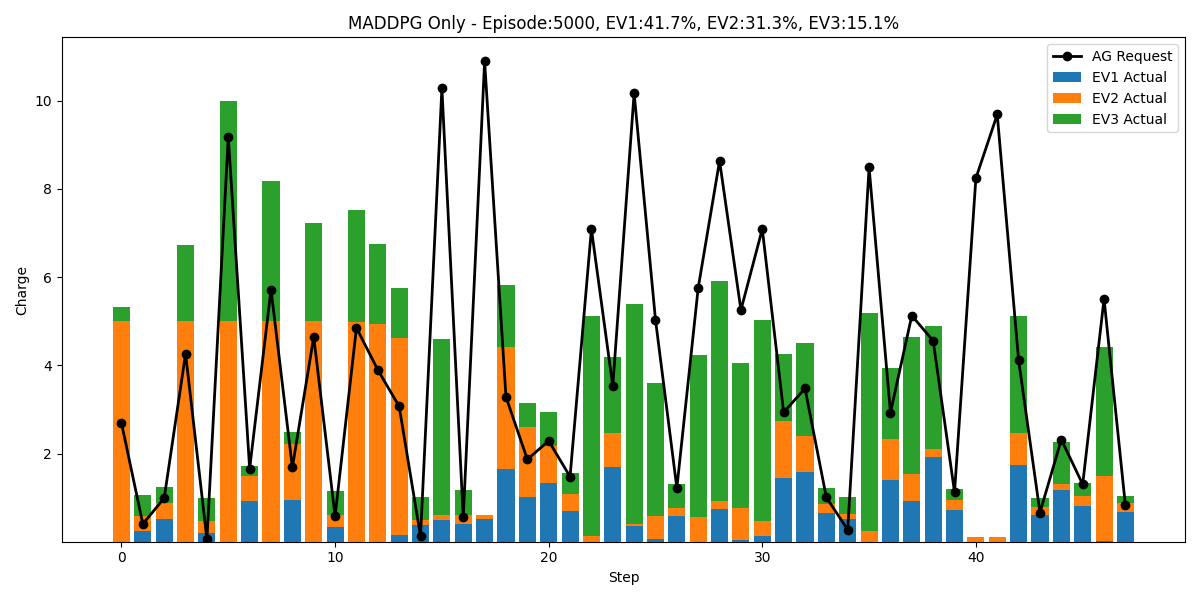 MADDPG Only - Episode:5000, EV1:41.7%, EV2:31.3%, EV3:15.1%
AG Request
EV1 Actual
EV2 Actual
EV3 Actual
10
8
6
4
2
Charge
0
10
20
30
40
Step